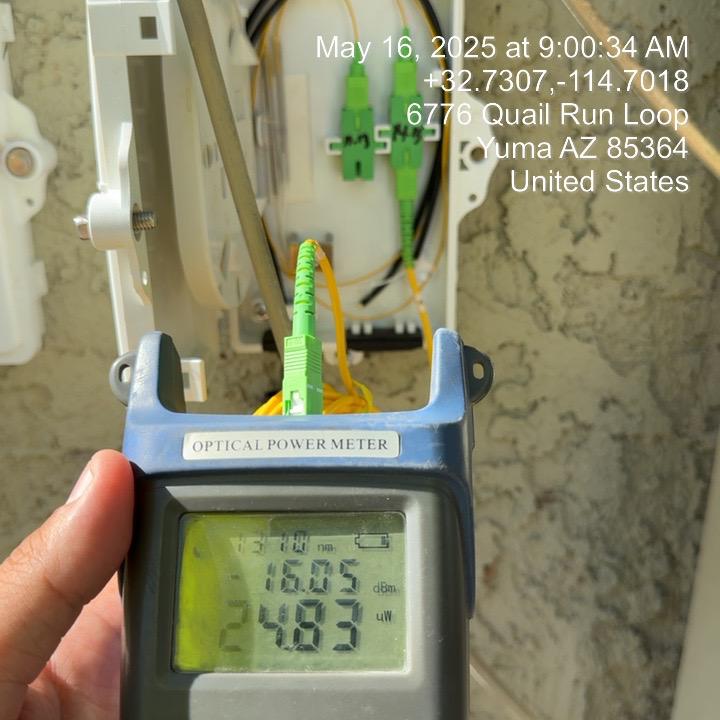 May 16, 2025 at 9:00:34 AM
+32.7307,-114.7018
6776 Quail Run Loop
Yuma AZ 85364
United States
OPTICAL POWER METER
1310 nm
-16.05 dBm
24.83 uW